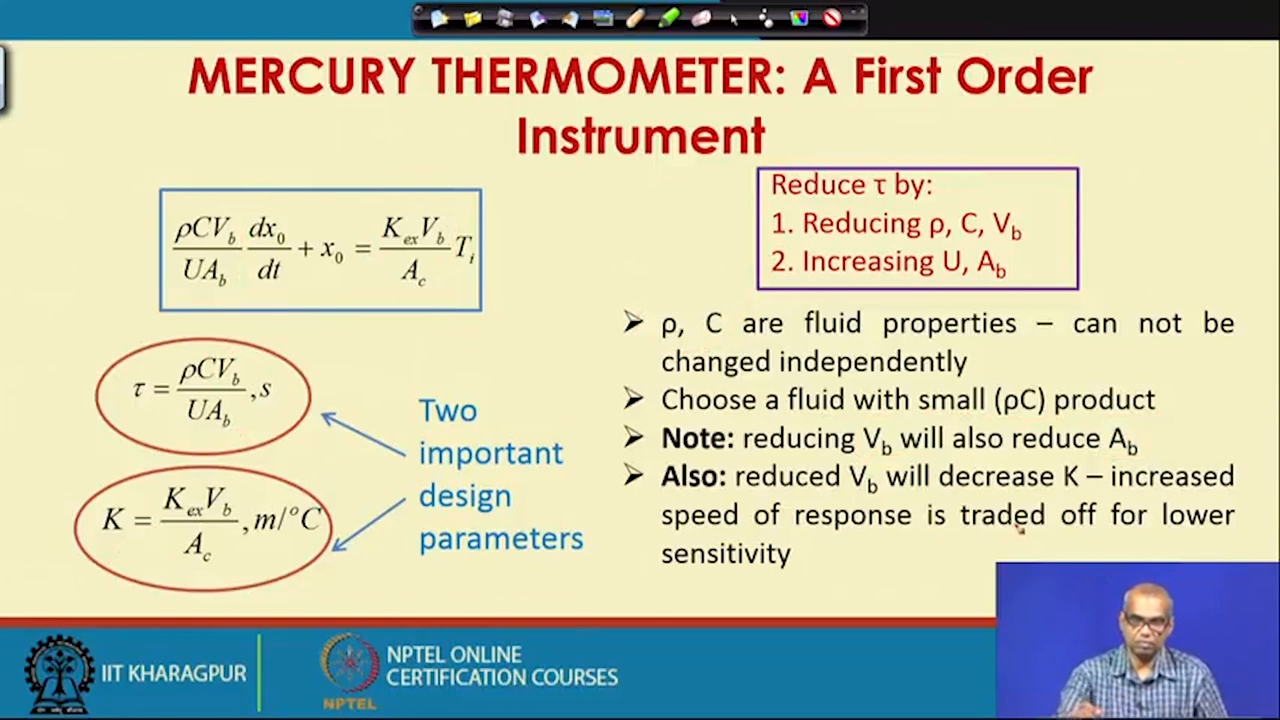 MERCURY THERMOMETER: A First Order
Instrument
ρCV_b/UA_b dx_0/dt + x_0 = K_ex V_b/A_c T_i
τ = ρCV_b/UA_b , s
K = K_ex V_b/A_c , m/°C
Two
important
design
parameters
Reduce τ by:
1. Reducing ρ, C, V_b
2. Increasing U, A_b
➢ ρ, C are fluid properties – can not be
changed independently
➢ Choose a fluid with small (ρC) product
➢ Note: reducing V_b will also reduce A_b
➢ Also: reduced V_b will decrease K – increased
speed of response is traded off for lower
sensitivity
IIT KHARAGPUR
NPTEL
NPTEL ONLINE
CERTIFICATION COURSES